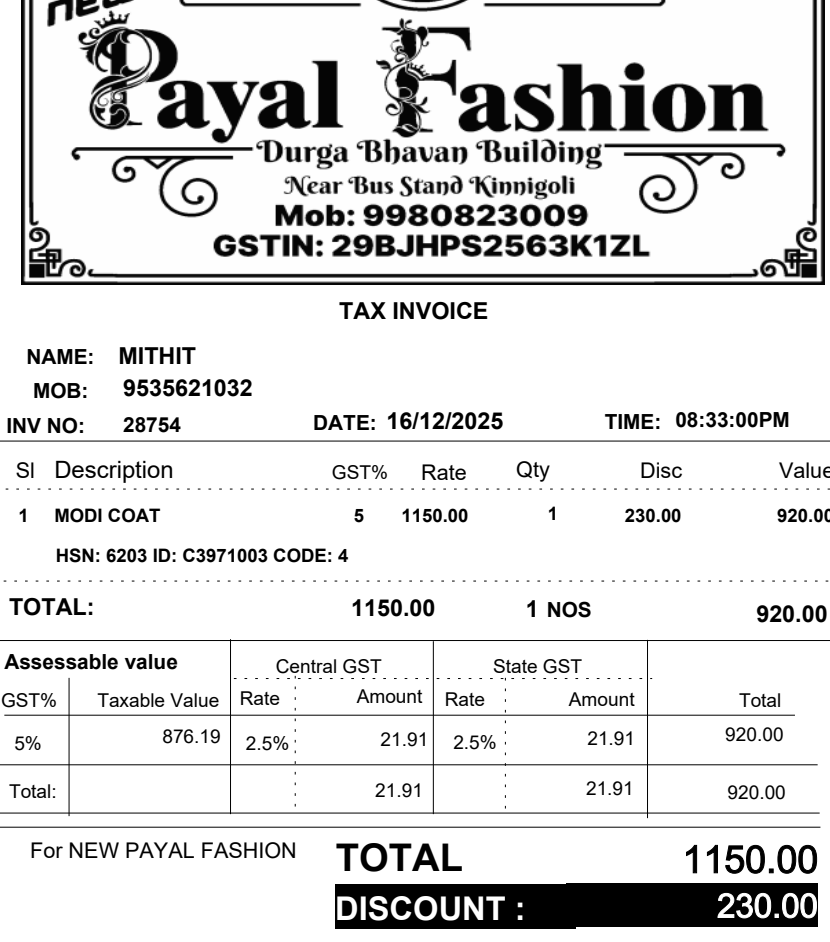 new
Payal Fashion
Durga Bhavan Building
Near Bus Stand Kinnigoli
Mob: 9980823009
GSTIN: 29BJHPS2563K1ZL
TAX INVOICE
NAME: MITHIT
MOB: 9535621032
INV NO: 28754 DATE: 16/12/2025 TIME: 08:33:00PM
Sl Description GST% Rate Qty Disc Value
1 MODI COAT 5 1150.00 1 230.00 920.00
HSN: 6203 ID: C3971003 CODE: 4
TOTAL: 1150.00 1 NOS 920.00
Assessable value Central GST State GST
GST% Taxable Value Rate Amount Rate Amount Total
5% 876.19 2.5% 21.91 2.5% 21.91 920.00
Total: 21.91 21.91 920.00
For NEW PAYAL FASHION TOTAL 1150.00
DISCOUNT : 230.00